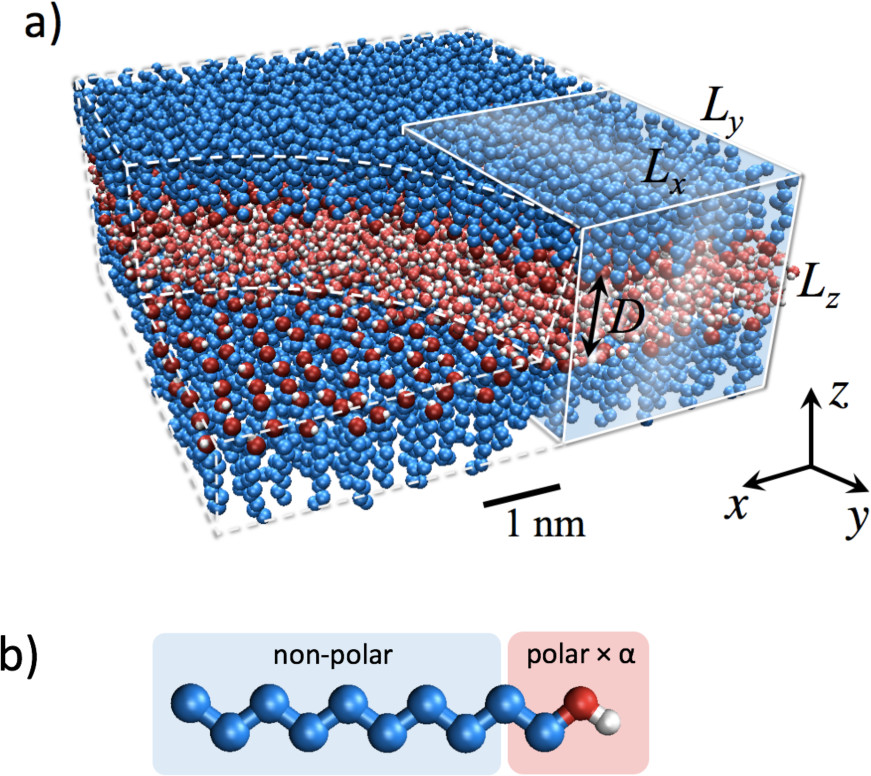 a)
L_y
L_x
L_z
D
z
x
y
1 nm
b)
non-polar
polar × α